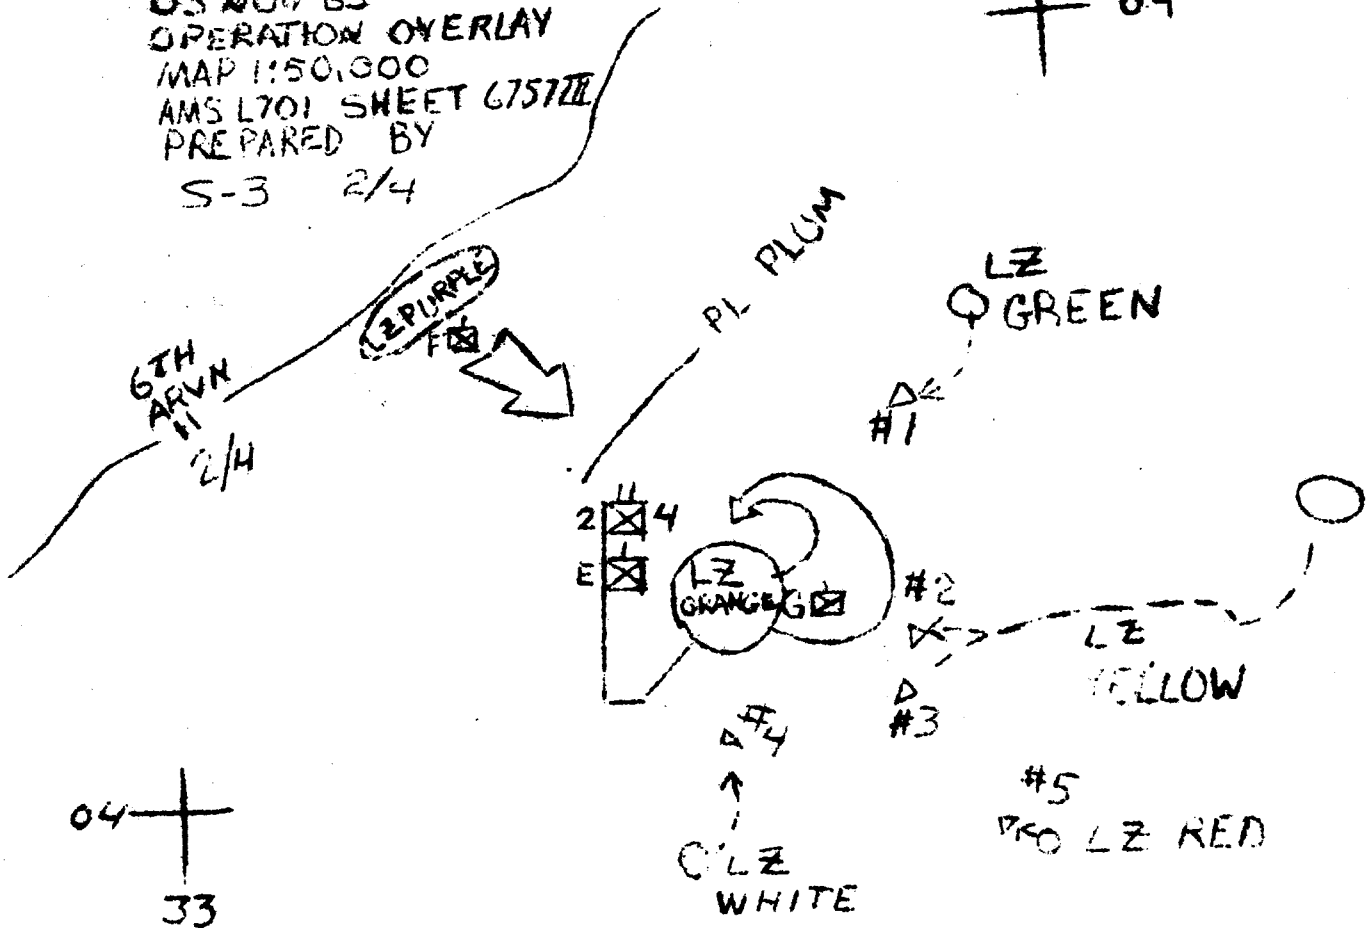 OPERATION OVERLAY
MAP 1:50,000
AMS L701 SHEET 6757III
PREPARED BY
S-3 2/4
09
PL PLUM
LZ
GREEN
LZ PURPLE
F
6TH
ARVN
2/4
#1
2 4
E
LZ
ORANGE
G
#2
LZ
YELLOW
#3
#4
#5
LZ RED
04
33
LZ
WHITE